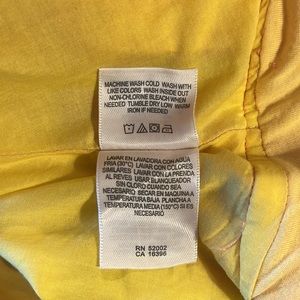 MACHINE WASH COLD WASH WITH
LIKE COLORS WASH INSIDE OUT
NON-CHLORINE BLEACH WHEN
NEEDED TUMBLE DRY LOW WARM
IRON IF NEEDED
LAVAR EN LAVADORA CON AGUA
FRIA (30°C) LAVAR CON COLORES
SIMILARES LAVAR CON LA PRENDA
AL REVES USAR BLANQUEADOR
SIN CLORO CUANDO SEA
NECESARIO SECAR EN MAQUINA A
TEMPERATURA BAJA PLANCHA A
TEMPERATURA MEDIA (150°C) SI ES
NECESARIO
RN 52002
CA 16396